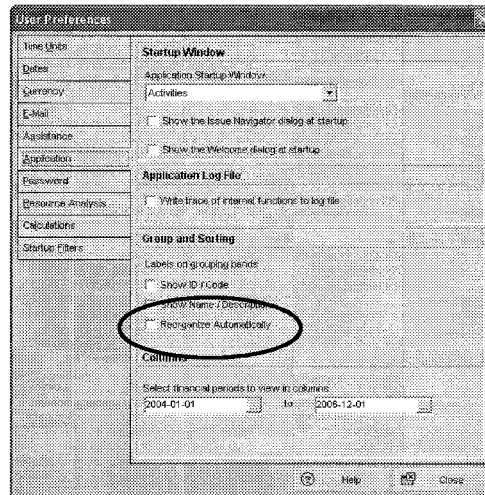 User Preferences
Time Units
Dates
Currency
E-Mail
Assistance
Application
Password
Resource Analysis
Calculations
Startup Filters
Startup Window
Application Startup Window
Activities
Show the Issue Navigator dialog at startup
Show the Welcome dialog at startup
Application Log File
Write trace of internal functions to log file
Group and Sorting
Labels on grouping bands
Show ID / Code
Show Name / Description
Reorganize Automatically
Columns
Select financial periods to view in columns
2004-01-01 to 2006-12-01
Help Close